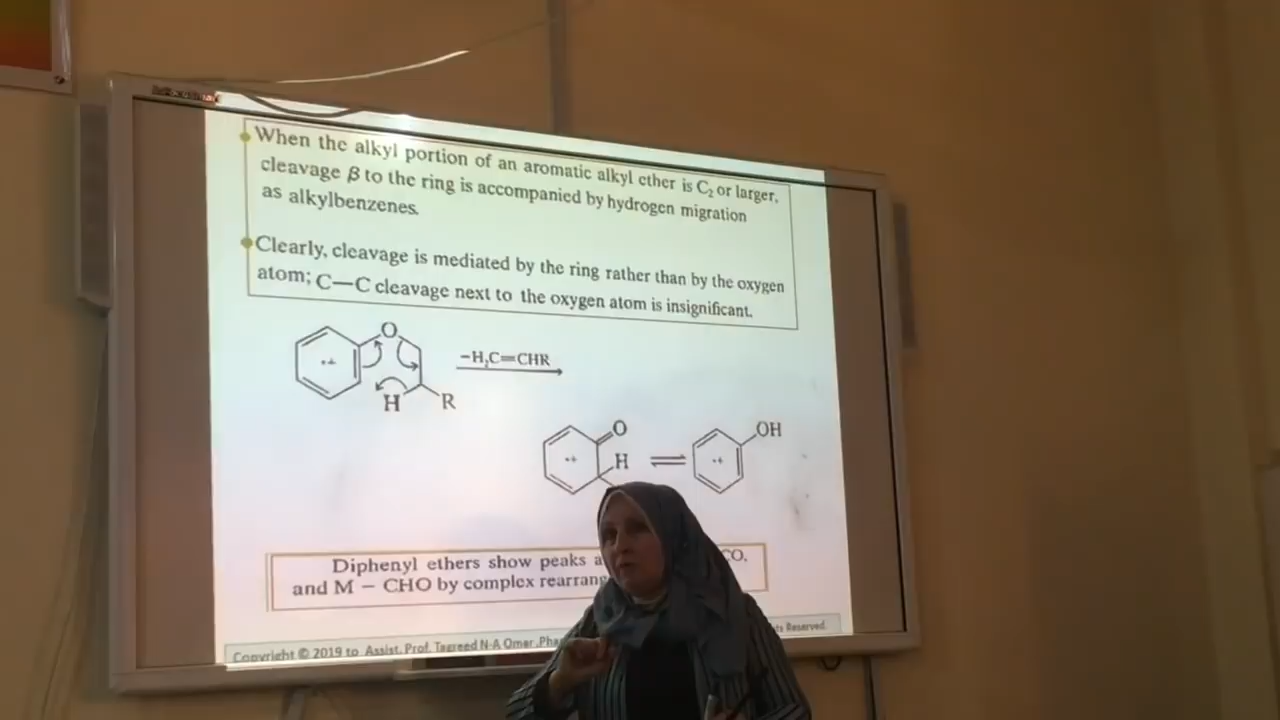 When the alkyl portion of an aromatic alkyl ether is C₂ or larger,
cleavage β to the ring is accompanied by hydrogen migration
as alkylbenzenes.
Clearly, cleavage is mediated by the ring rather than by the oxygen
atom; C—C cleavage next to the oxygen atom is insignificant.
O
·+
H
R
−H₂C=CHR
O
·+
H
·+
OH
Diphenyl ethers show peaks a CO,
and M − CHO by complex rearrang
Copyright © 2019 to Assist. Prof. Tagreed N-A Omar ,Pha ts Reserved.